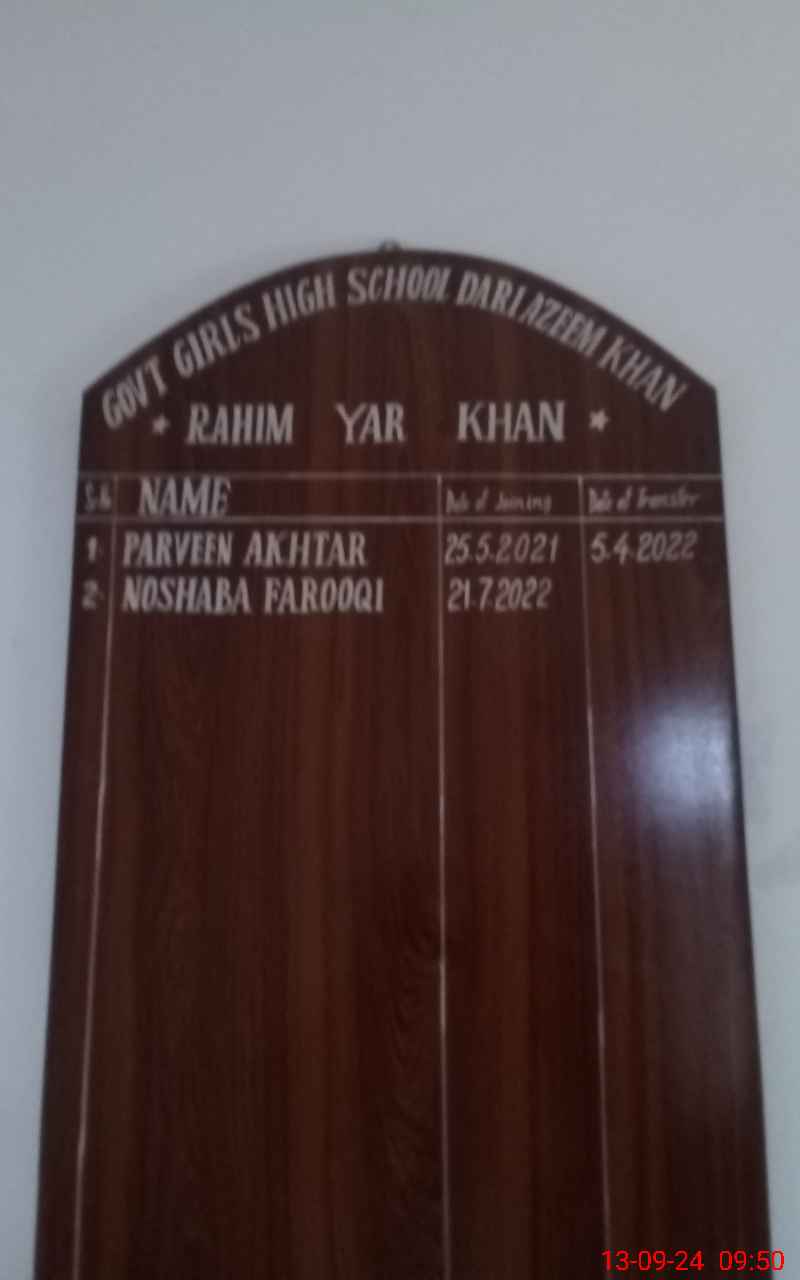 GOVT GIRLS HIGH SCHOOL DARI AZEEM KHAN
* RAHIM YAR KHAN *
S.No NAME Date of Joining Date of Transfer
1. PARVEEN AKHTAR 25.5.2021 5.4.2022
2. NOSHABA FAROOQI 21.7.2022
13-09-24 09:50